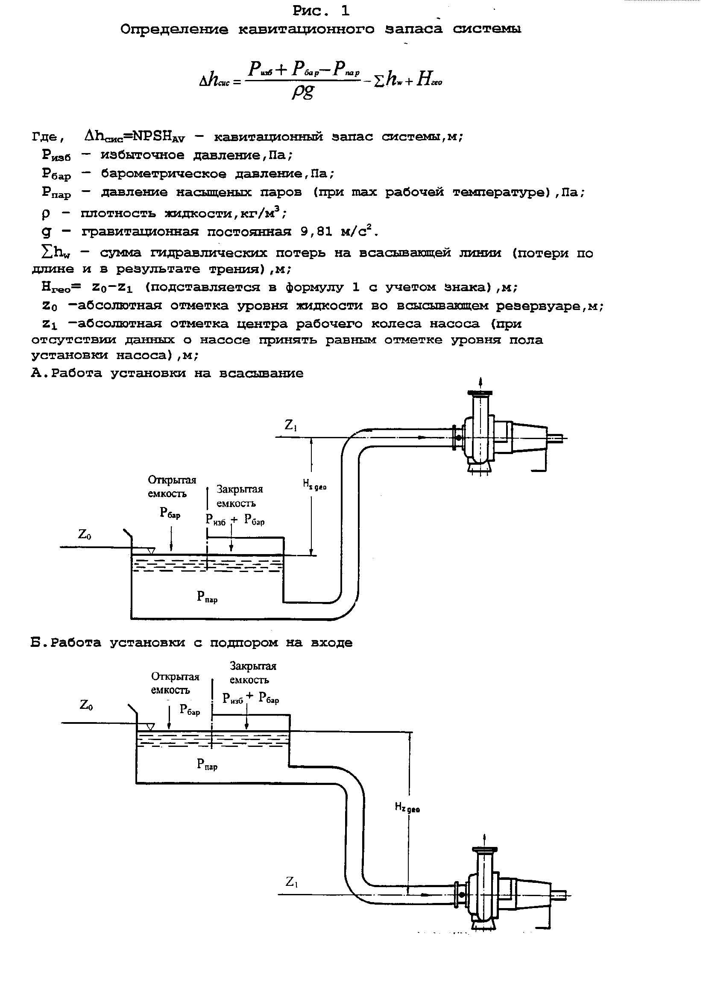 Рис. 1
Определение кавитационного запаса системы
Δhсис = (Pизб + Pбар − Pпар) / ρg − ∑hw + Hгео
Где, Δhсис=NPSHAV — кавитационный запас системы,м;
Pизб — избыточное давление,Па;
Pбар — барометрическое давление,Па;
Pпар — давление насыщеных паров (при max рабочей температуре),Па;
ρ — плотность жидкости,кг/м³;
g — гравитационная постоянная 9,81 м/с².
∑hw — сумма гидравлических потерь на всасывающей линии (потери по
длине и в результате трения),м;
Hгео= z0—z1 (подставляется в формулу 1 с учетом знака),м;
z0 —абсолютная отметка уровня жидкости во всысывающем резервуаре,м;
z1 —абсолютная отметка центра рабочего колеса насоса (при
отсутствии данных о насосе принять равным отметке уровня пола
установки насоса),м;
А.Работа установки на всасывание
Z1
Hs geo
Открытая
емкость
Pбар
Закрытая
емкость
Pизб + Pбар
Z0
Pпар
Б.Работа установки с подпором на входе
Открытая
емкость
Pбар
Закрытая
емкость
Pизб + Pбар
Z0
Pпар
Hz geo
Z1